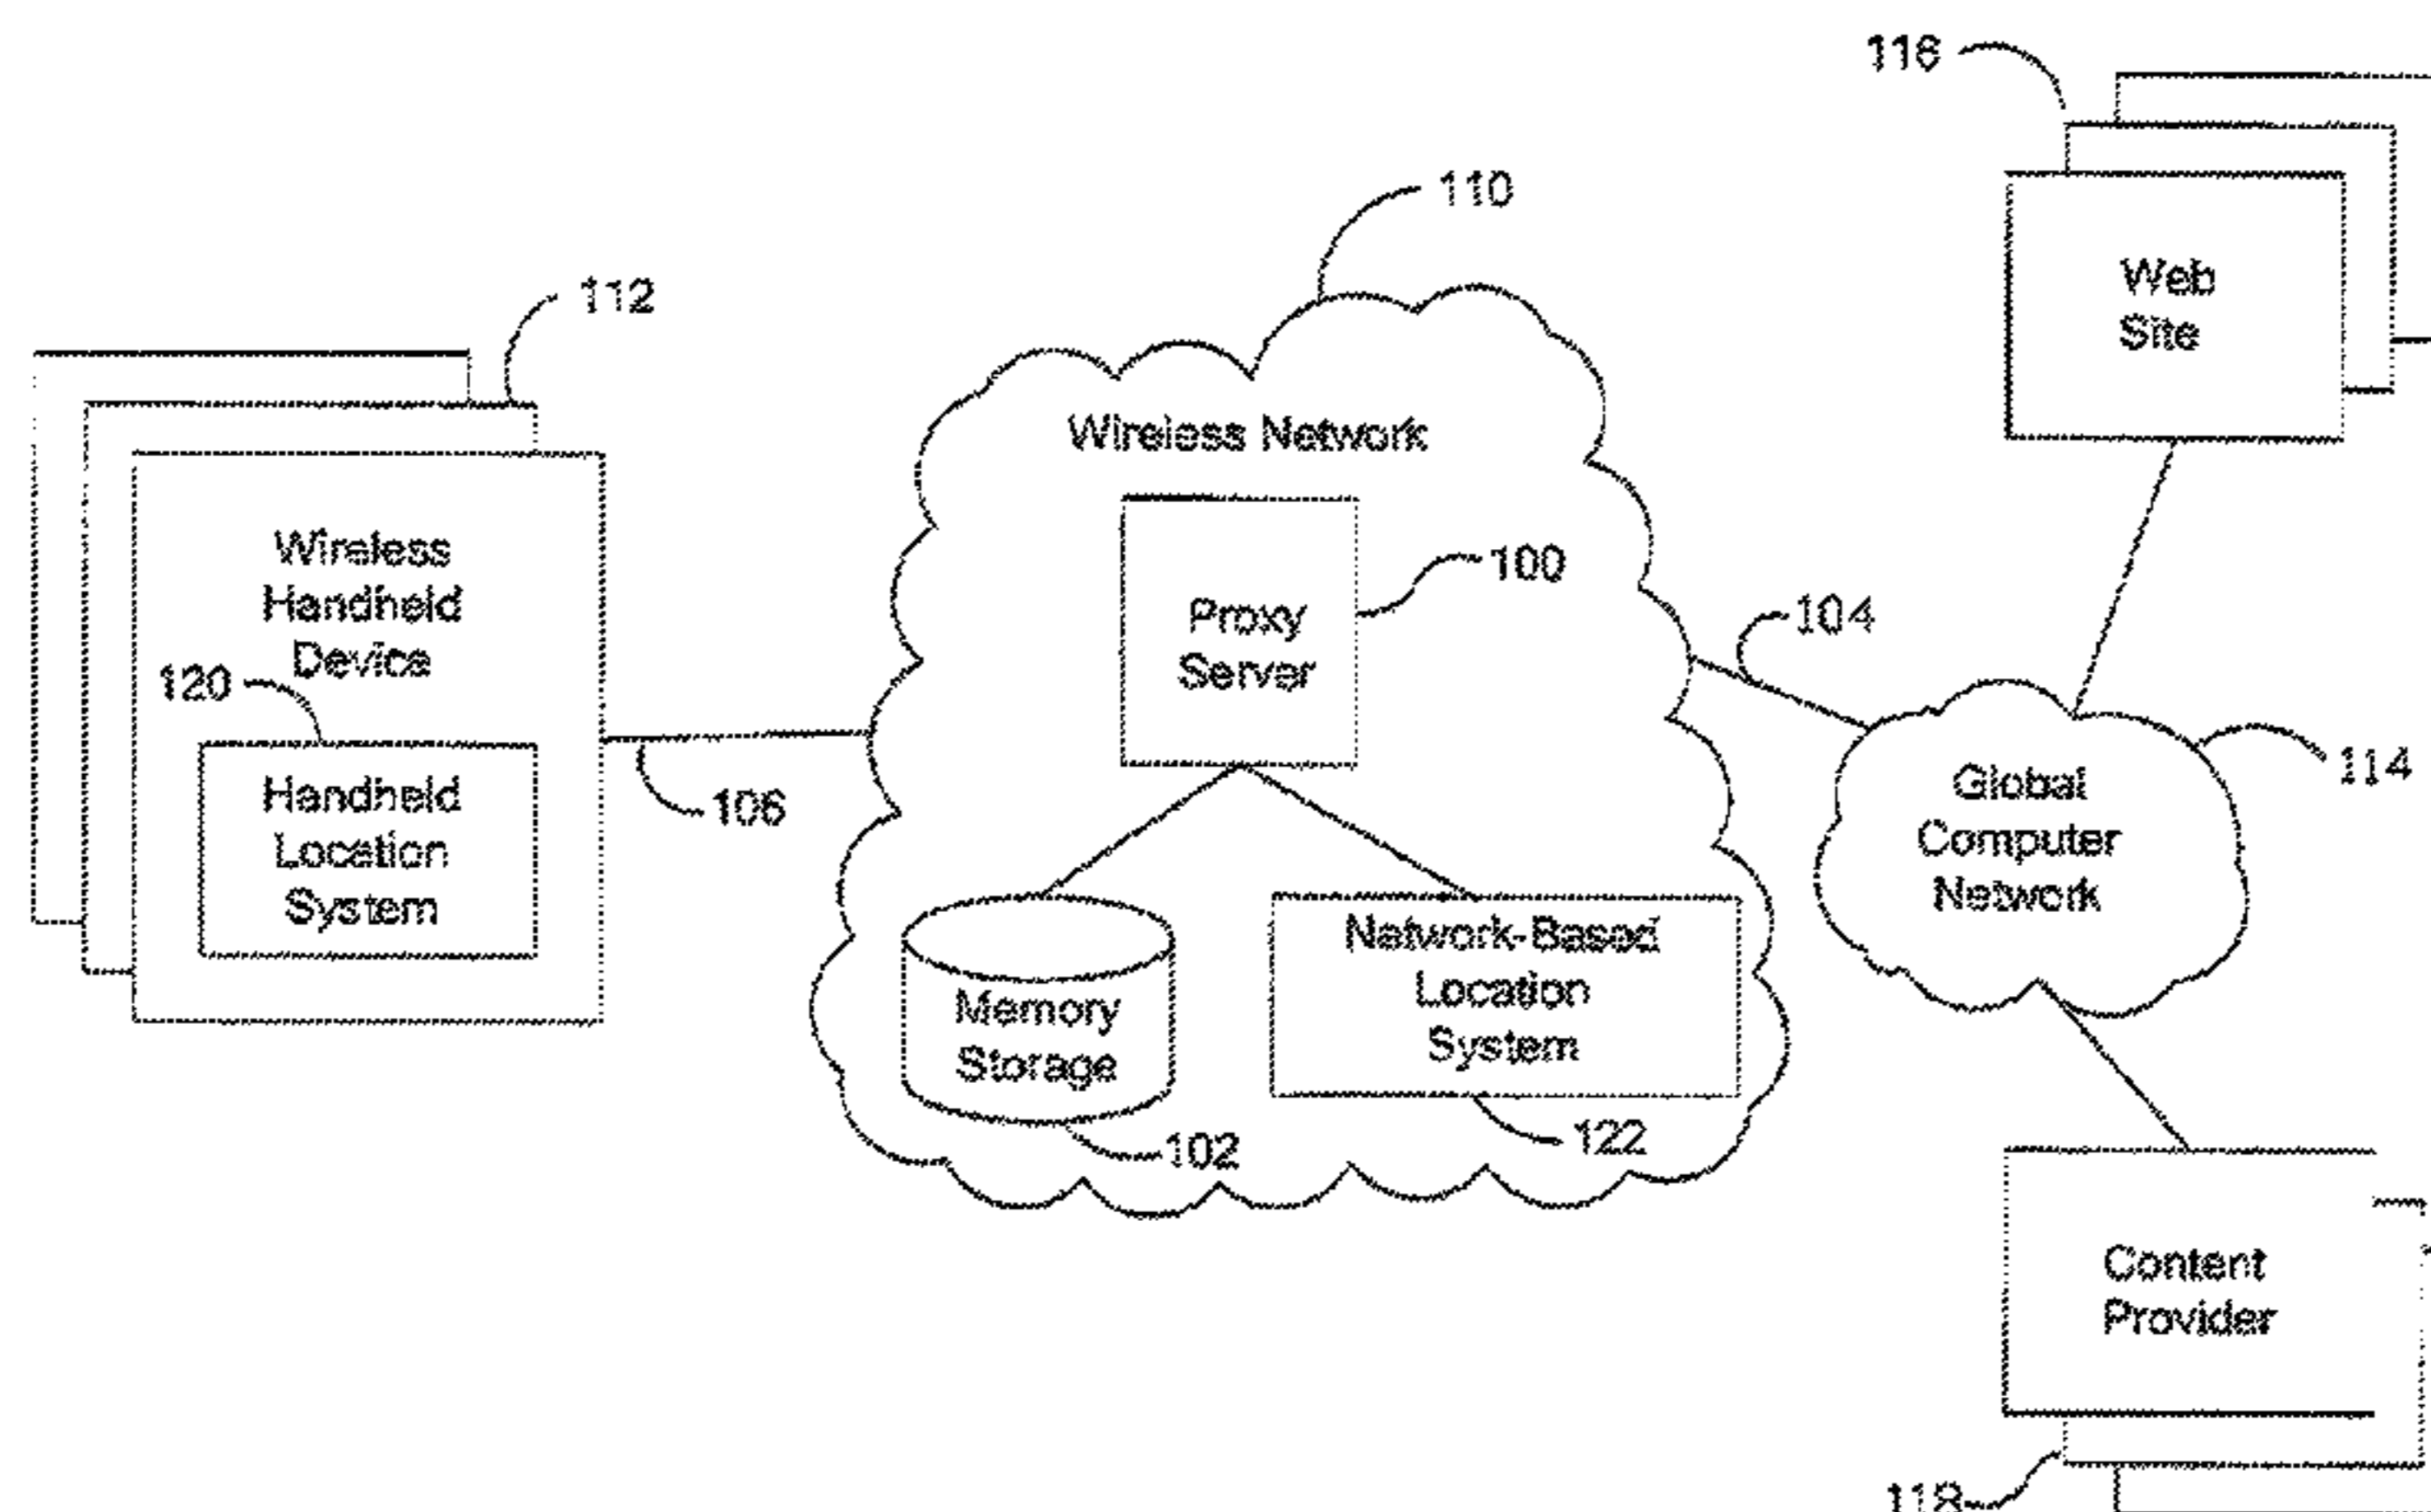 116
110
112
Web
Site
Wireless Network
Wireless
Handheld
Device
100
Proxy
Server
104
120
Handheld
Location
System
106
114
Global
Computer
Network
Network-Based
Location
System
Memory
Storage
102
122
Content
Provider
118